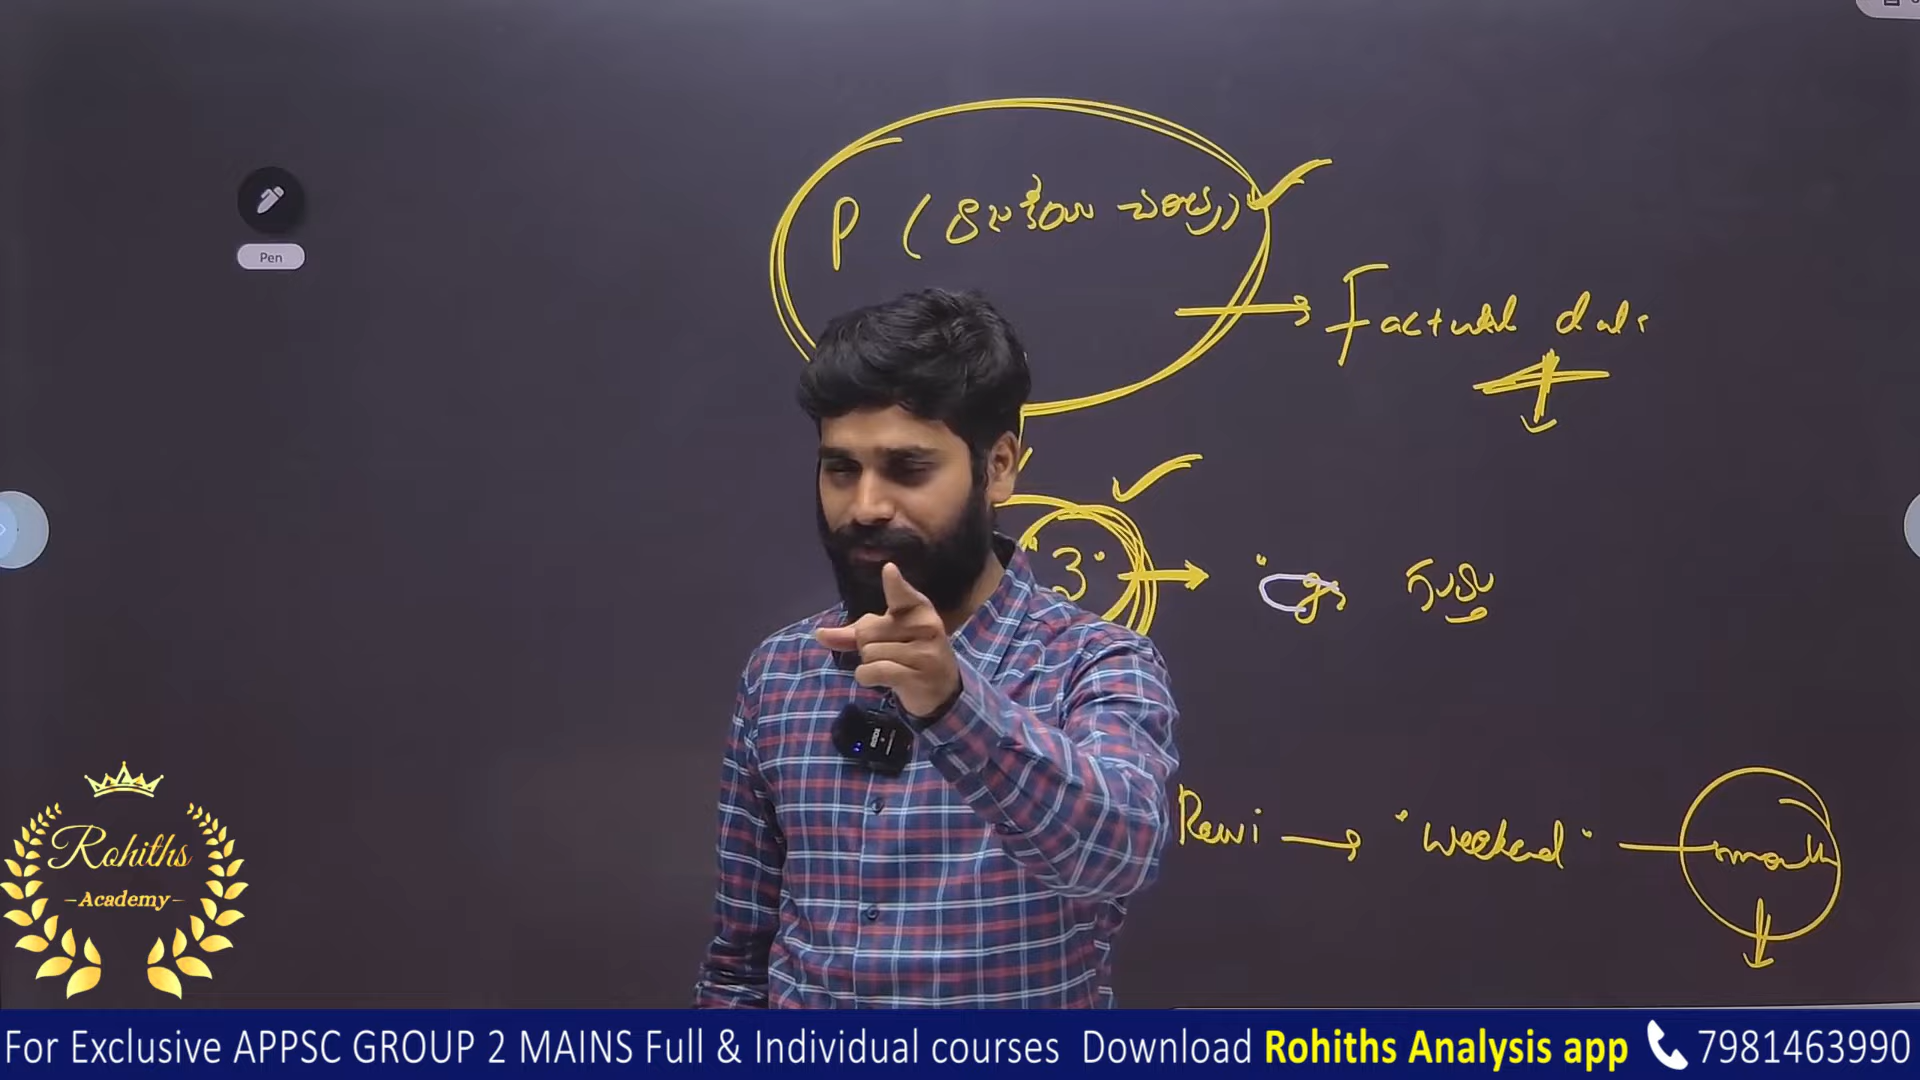 Pen
P (
Factual data
"3"
Revi → "weekend" — month
Rohiths
Academy
For Exclusive APPSC GROUP 2 MAINS Full & Individual courses Download Rohiths Analysis app 7981463990